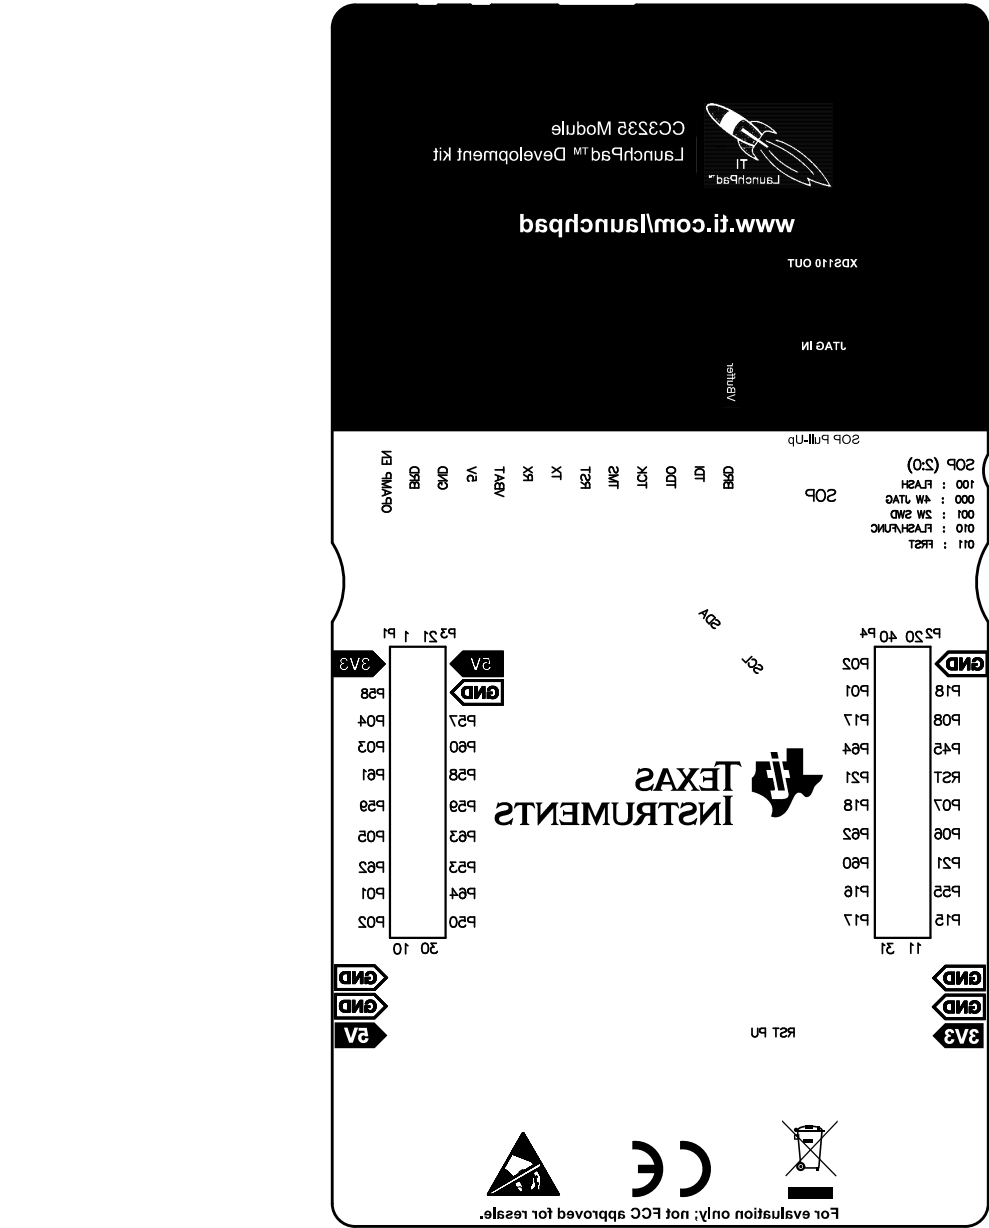 CC3235 Module
LaunchPad™ Development kit
TI
LaunchPad™
www.ti.com/launchpad
XDS110 OUT
JTAG IN
VBuffer
SOP Pull-Up
SOP (2:0)
100 : FLASH
000 : 4W JTAG
001 : 2W SWD
010 : FLASH/FUNC
011 : FRST
SOP
BRD
TDI
TDO
TCK
TMS
RST
TX
RX
VBAT
5V
GND
BRD
OPAMP EN
SDA
SCL
P2 20 40 P4
GND
P18
P08
P45
RST
P07
P06
P21
P55
P15
P02
P01
P17
P64
P21
P18
P62
P60
P16
P17
11 31
GND
GND
3V3
P3 21 1 P1
5V
GND
P57
P60
P58
P59
P63
P53
P64
P50
3V3
P58
P04
P03
P61
P59
P05
P62
P01
P02
30 10
GND
GND
5V
TEXAS
INSTRUMENTS
RST PU
CE
For evaluation only; not FCC approved for resale.